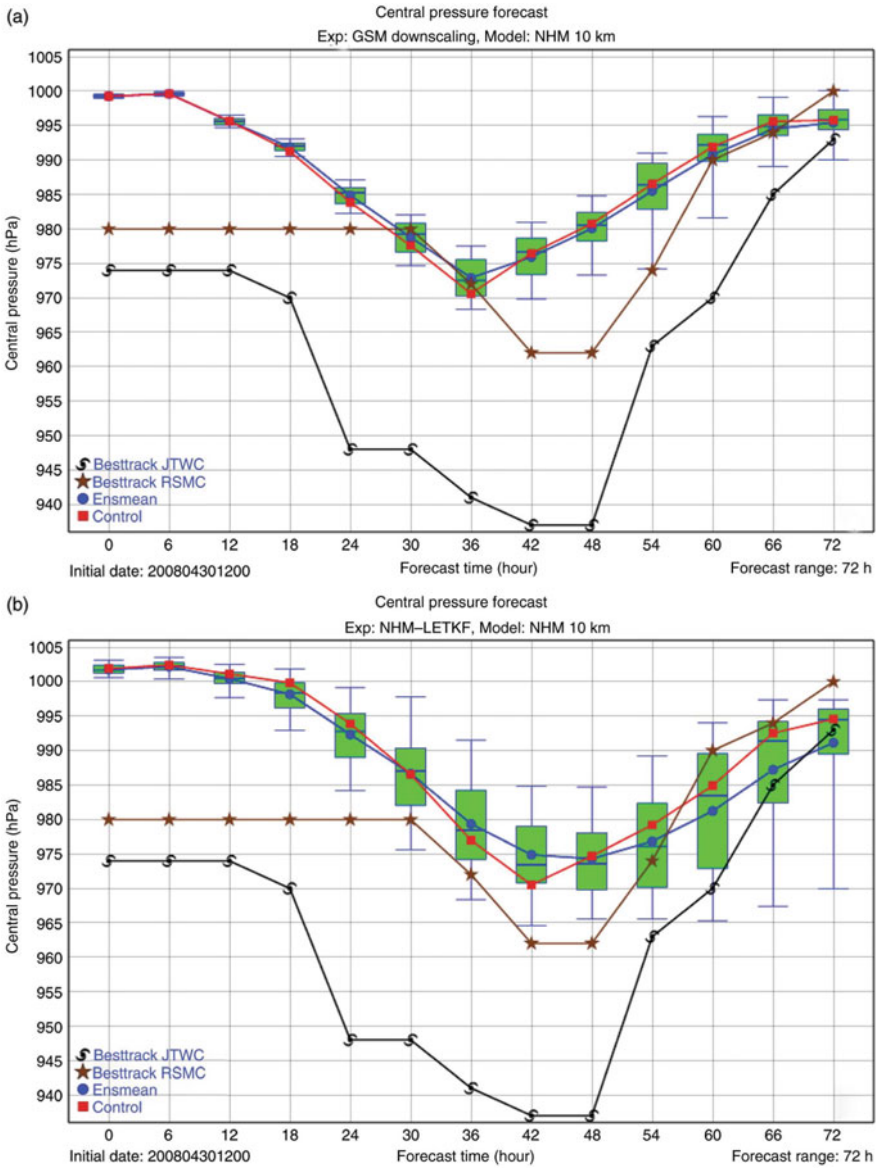 (a)
Central pressure forecast
Exp: GSM downscaling, Model: NHM 10 km
Central pressure (hPa)
1005
1000
995
990
985
980
975
970
965
960
955
950
945
940
Besttrack JTWC
Besttrack RSMC
Ensmean
Control
0 6 12 18 24 30 36 42 48 54 60 66 72
Initial date: 200804301200 Forecast time (hour) Forecast range: 72 h
(b)
Central pressure forecast
Exp: NHM–LETKF, Model: NHM 10 km
Central pressure (hPa)
1005
1000
995
990
985
980
975
970
965
960
955
950
945
940
Besttrack JTWC
Besttrack RSMC
Ensmean
Control
0 6 12 18 24 30 36 42 48 54 60 66 72
Initial date: 200804301200 Forecast time (hour) Forecast range: 72 h